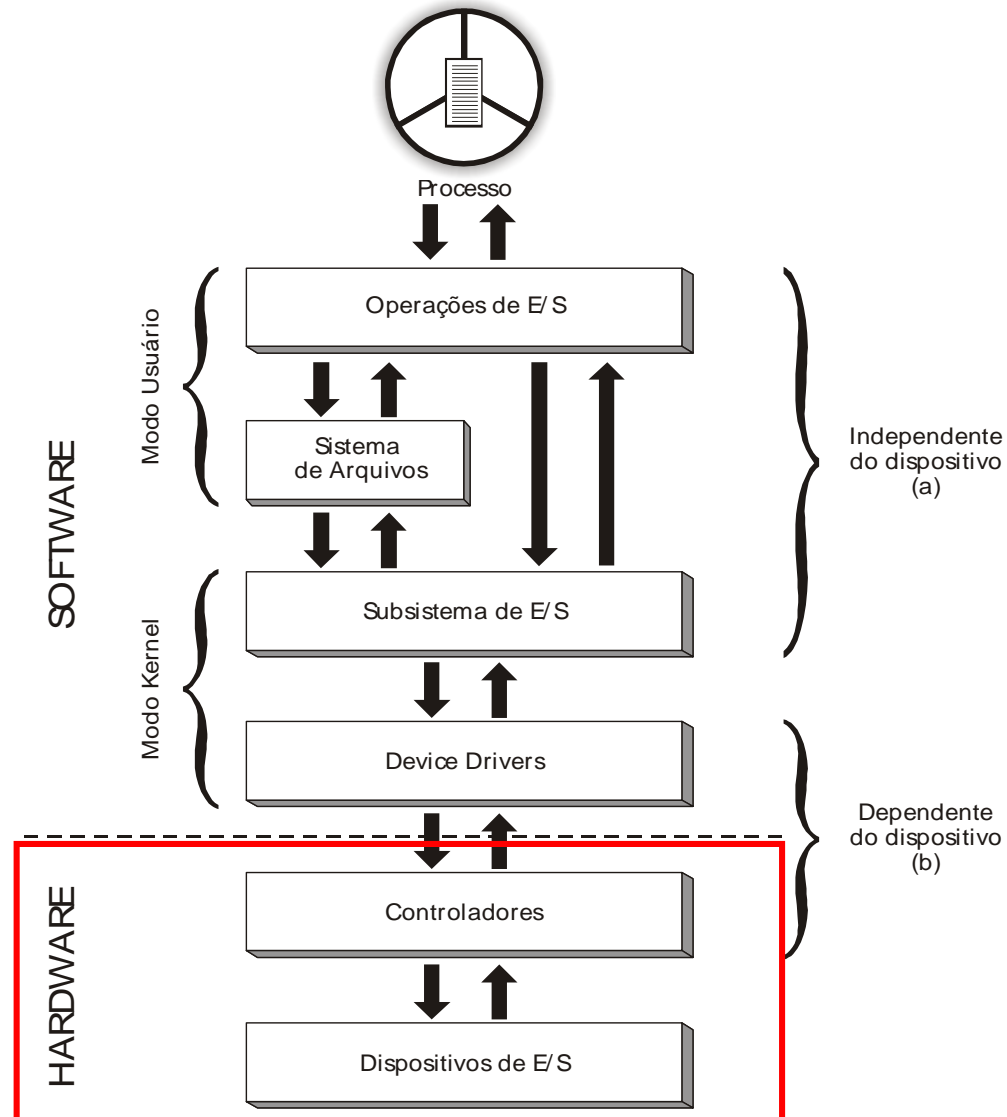 Processo
Operações de E/S
Modo Usuário
Sistema
de Arquivos
Independente
do dispositivo
(a)
SOFTWARE
Subsistema de E/S
Modo Kernel
Device Drivers
Dependente
do dispositivo
(b)
Controladores
HARDWARE
Dispositivos de E/S